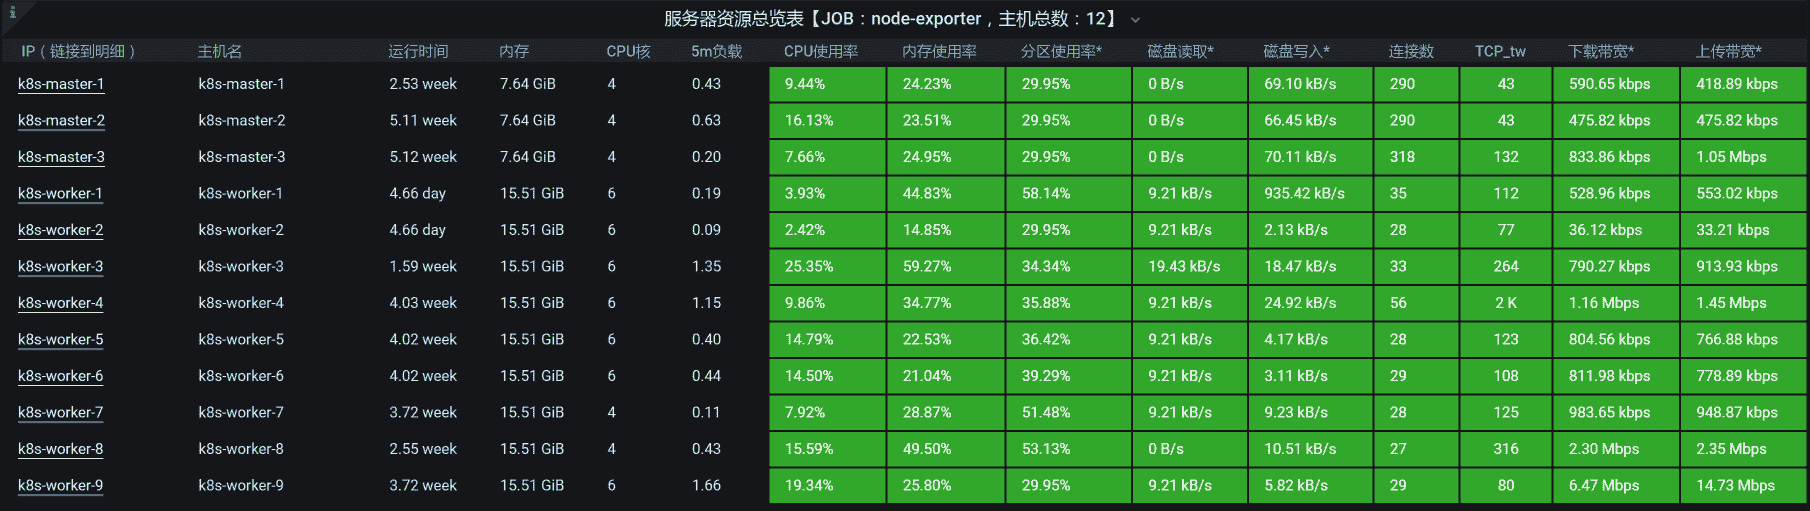 服务器资源总览表【JOB：node-exporter，主机总数：12】
IP（链接到明细） 主机名 运行时间 内存 CPU核 5m负载 CPU使用率 内存使用率 分区使用率* 磁盘读取* 磁盘写入* 连接数 TCP_tw 下载带宽* 上传带宽*
k8s-master-1 k8s-master-1 2.53 week 7.64 GiB 4 0.43 9.44% 24.23% 29.95% 0 B/s 69.10 kB/s 290 43 590.65 kbps 418.89 kbps
k8s-master-2 k8s-master-2 5.11 week 7.64 GiB 4 0.63 16.13% 23.51% 29.95% 0 B/s 66.45 kB/s 290 43 475.82 kbps 475.82 kbps
k8s-master-3 k8s-master-3 5.12 week 7.64 GiB 4 0.20 7.66% 24.95% 29.95% 0 B/s 70.11 kB/s 318 132 833.86 kbps 1.05 Mbps
k8s-worker-1 k8s-worker-1 4.66 day 15.51 GiB 6 0.19 3.93% 44.83% 58.14% 9.21 kB/s 935.42 kB/s 35 112 528.96 kbps 553.02 kbps
k8s-worker-2 k8s-worker-2 4.66 day 15.51 GiB 6 0.09 2.42% 14.85% 29.95% 9.21 kB/s 2.13 kB/s 28 77 36.12 kbps 33.21 kbps
k8s-worker-3 k8s-worker-3 1.59 week 15.51 GiB 6 1.35 25.35% 59.27% 34.34% 19.43 kB/s 18.47 kB/s 33 264 790.27 kbps 913.93 kbps
k8s-worker-4 k8s-worker-4 4.03 week 15.51 GiB 6 1.15 9.86% 34.77% 35.88% 9.21 kB/s 24.92 kB/s 56 2 K 1.16 Mbps 1.45 Mbps
k8s-worker-5 k8s-worker-5 4.02 week 15.51 GiB 6 0.40 14.79% 22.53% 36.42% 9.21 kB/s 4.17 kB/s 28 123 804.56 kbps 766.88 kbps
k8s-worker-6 k8s-worker-6 4.02 week 15.51 GiB 6 0.44 14.50% 21.04% 39.29% 9.21 kB/s 3.11 kB/s 29 108 811.98 kbps 778.89 kbps
k8s-worker-7 k8s-worker-7 3.72 week 15.51 GiB 4 0.11 7.92% 28.87% 51.48% 9.21 kB/s 9.23 kB/s 28 125 983.65 kbps 948.87 kbps
k8s-worker-8 k8s-worker-8 2.55 week 15.51 GiB 4 0.43 15.59% 49.50% 53.13% 0 B/s 10.51 kB/s 27 316 2.30 Mbps 2.35 Mbps
k8s-worker-9 k8s-worker-9 3.72 week 15.51 GiB 6 1.66 19.34% 25.80% 29.95% 9.21 kB/s 5.82 kB/s 29 80 6.47 Mbps 14.73 Mbps